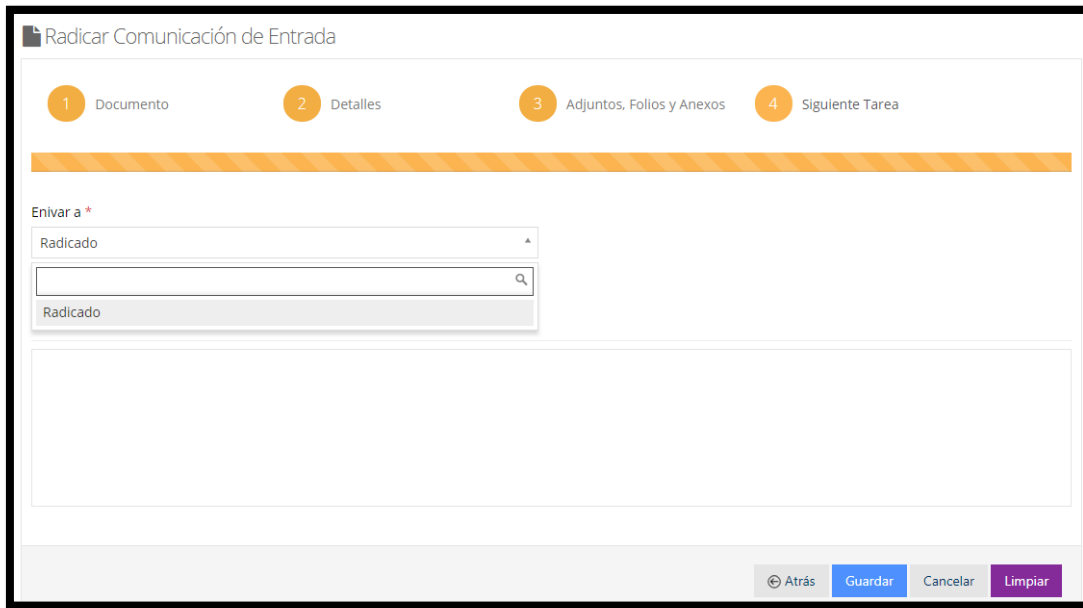 Radicar Comunicación de Entrada
1 Documento 2 Detalles 3 Adjuntos, Folios y Anexos 4 Siguiente Tarea
Enivar a *
Radicado
Radicado
Atrás Guardar Cancelar Limpiar